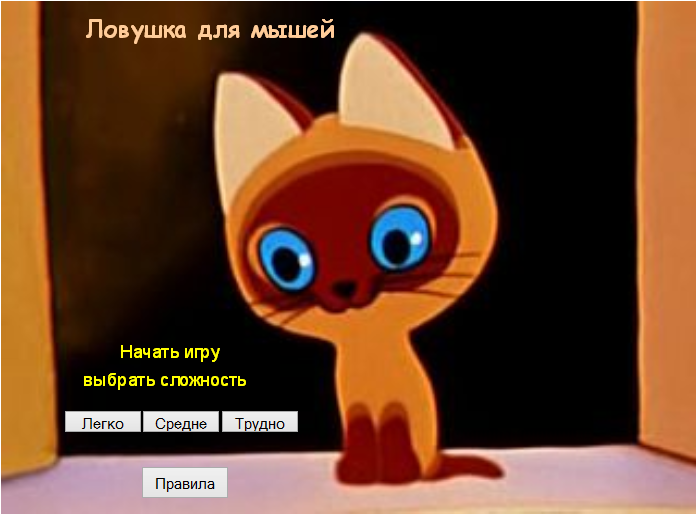 Ловушка для мышей
Начать игру
выбрать сложность
Легко Средне Трудно
Правила